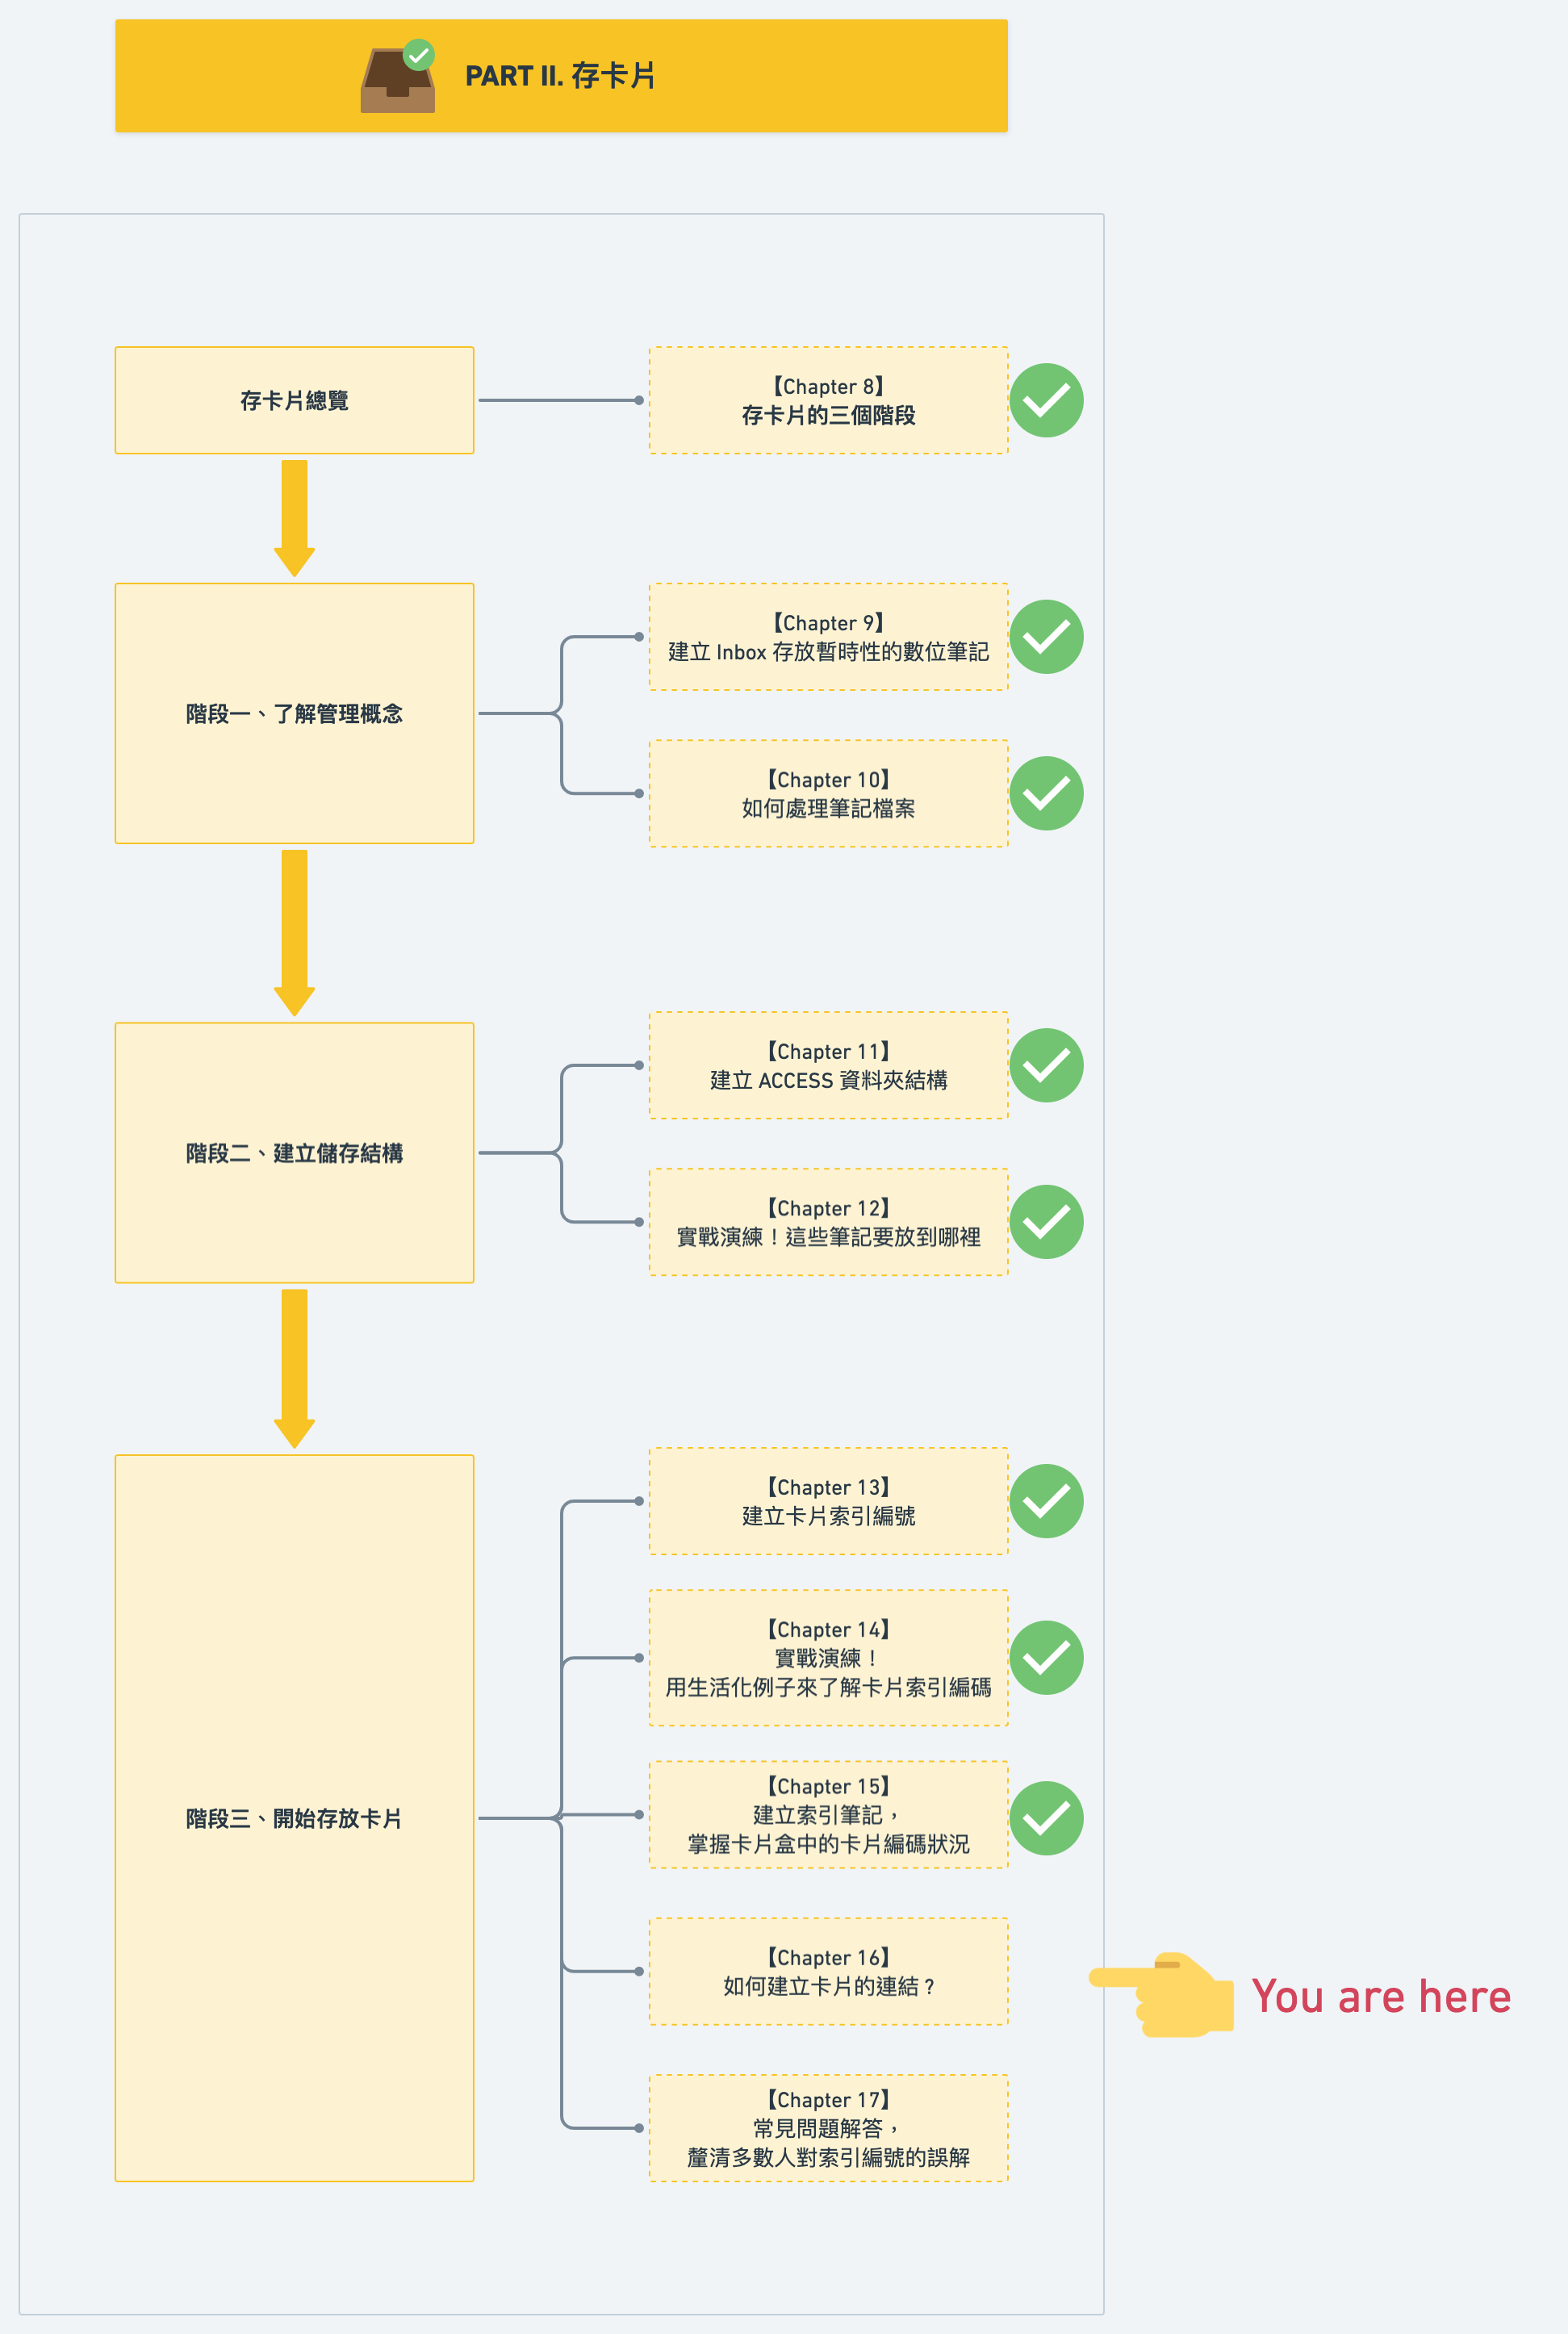 PART II. 存卡片
存卡片總覽
【Chapter 8】
存卡片的三個階段
階段一、了解管理概念
【Chapter 9】
建立 Inbox 存放暫時性的數位筆記
【Chapter 10】
如何處理筆記檔案
階段二、建立儲存結構
【Chapter 11】
建立 ACCESS 資料夾結構
【Chapter 12】
實戰演練！這些筆記要放到哪裡
階段三、開始存放卡片
【Chapter 13】
建立卡片索引編號
【Chapter 14】
實戰演練！
用生活化例子來了解卡片索引編碼
【Chapter 15】
建立索引筆記，
掌握卡片盒中的卡片編碼狀況
【Chapter 16】
如何建立卡片的連結？
You are here
【Chapter 17】
常見問題解答，
釐清多數人對索引編號的誤解